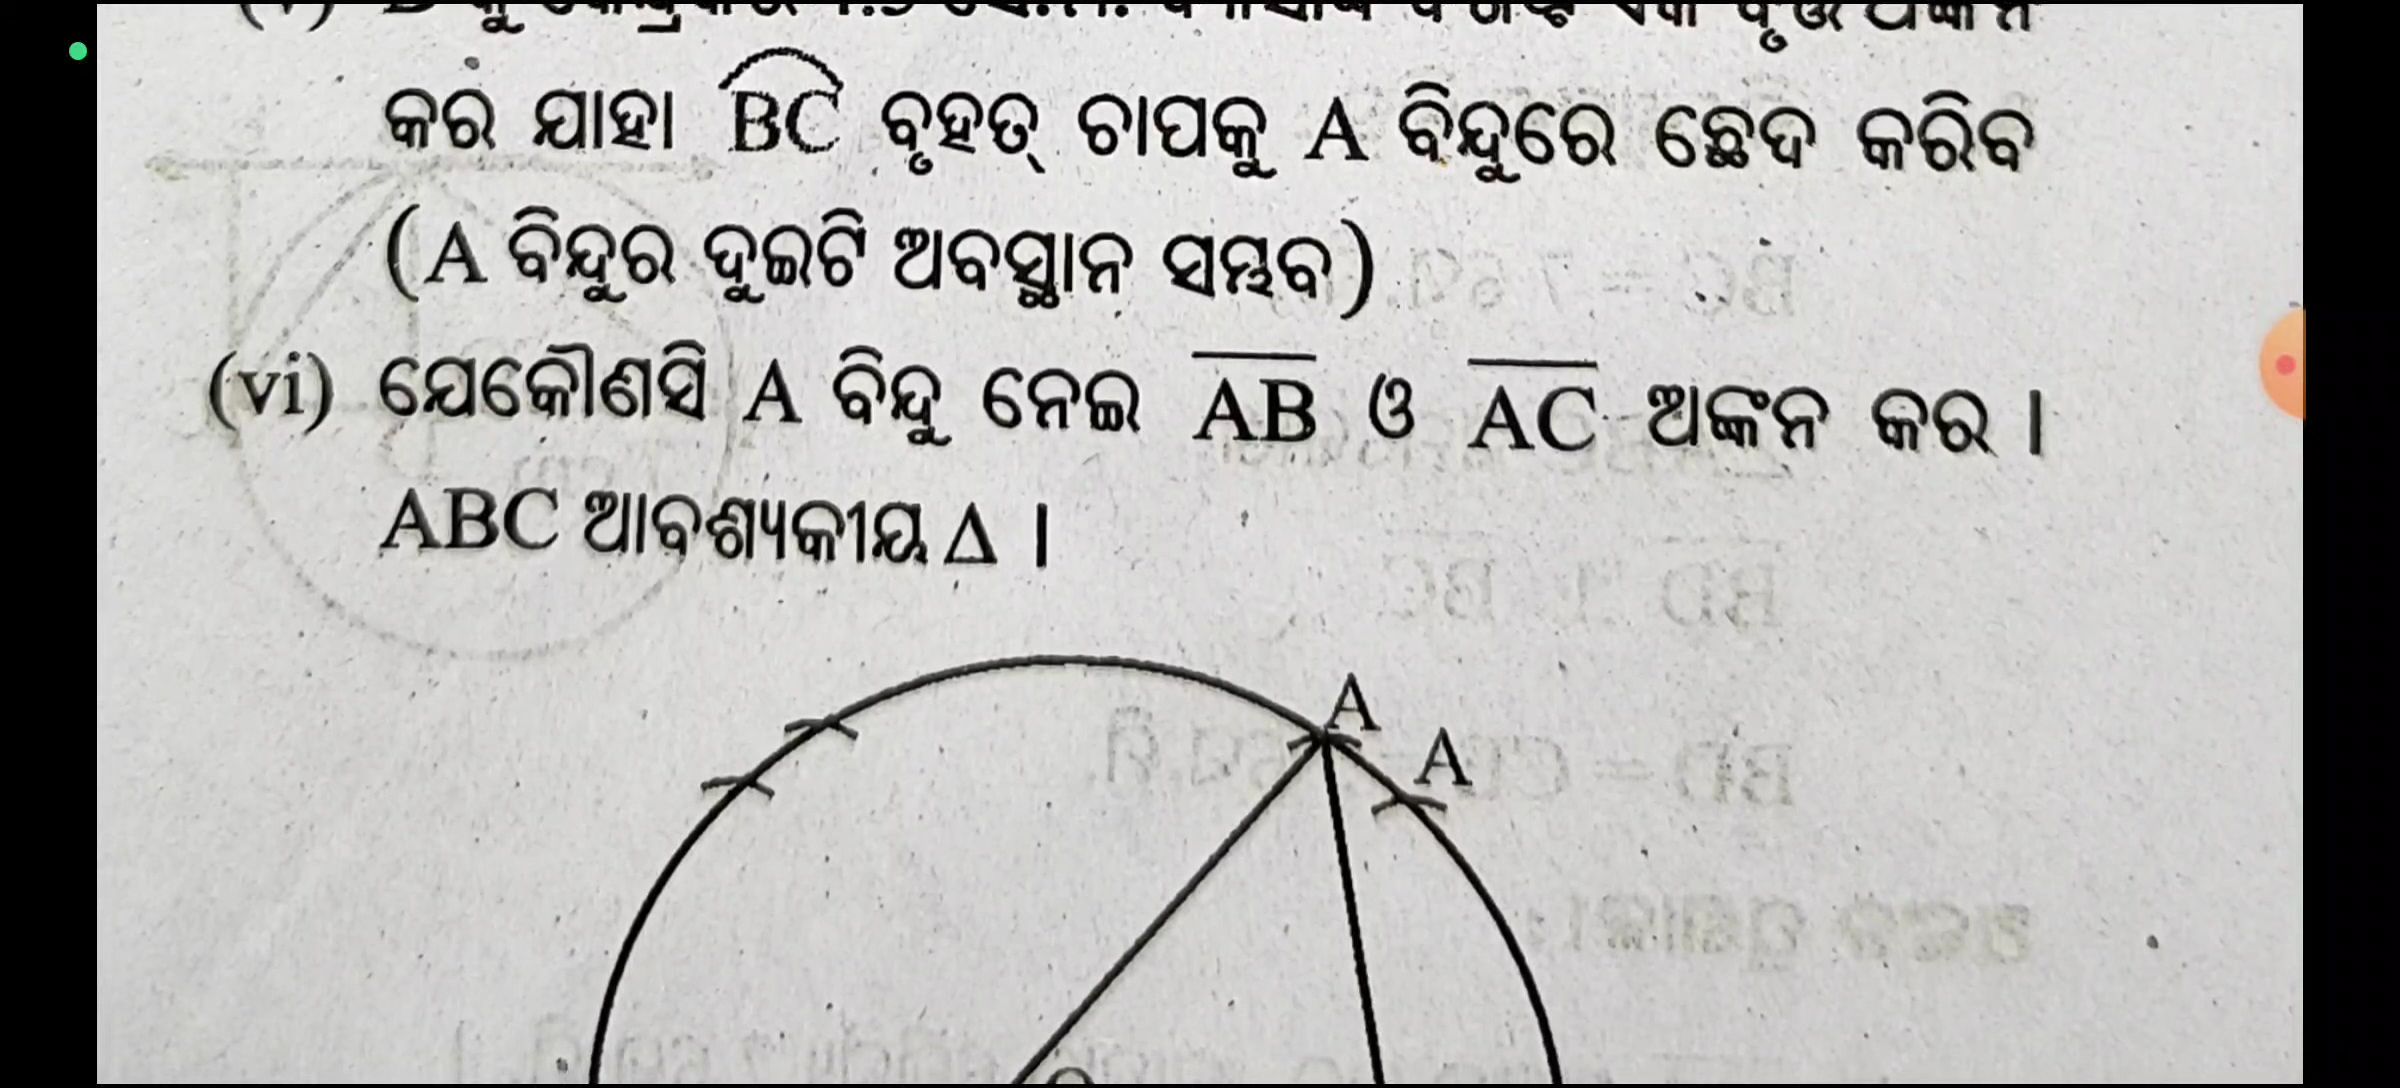 କର ଯାହା BC ବୃହତ୍ ଚାପକୁ A ବିନ୍ଦୁରେ ଛେଦ କରିବ
(A ବିନ୍ଦୁର ଦୁଇଟି ଅବସ୍ଥାନ ସମ୍ଭବ)
(vi) ଯେକୌଣସି A ବିନ୍ଦୁ ନେଇ AB ଓ AC ଅଙ୍କନ କର ।
ABC ଆବଶ୍ୟକୀୟ Δ ।
A
A